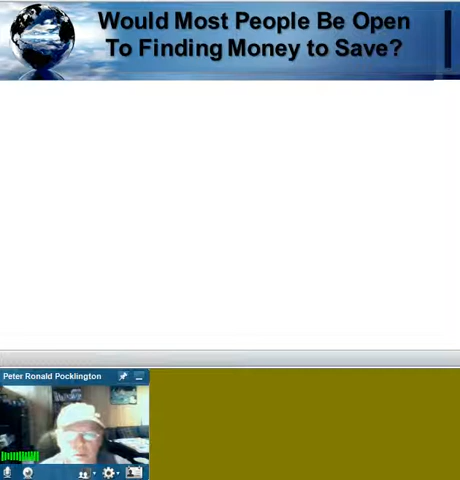 Would Most People Be Open
To Finding Money to Save?
Peter Ronald Pocklington